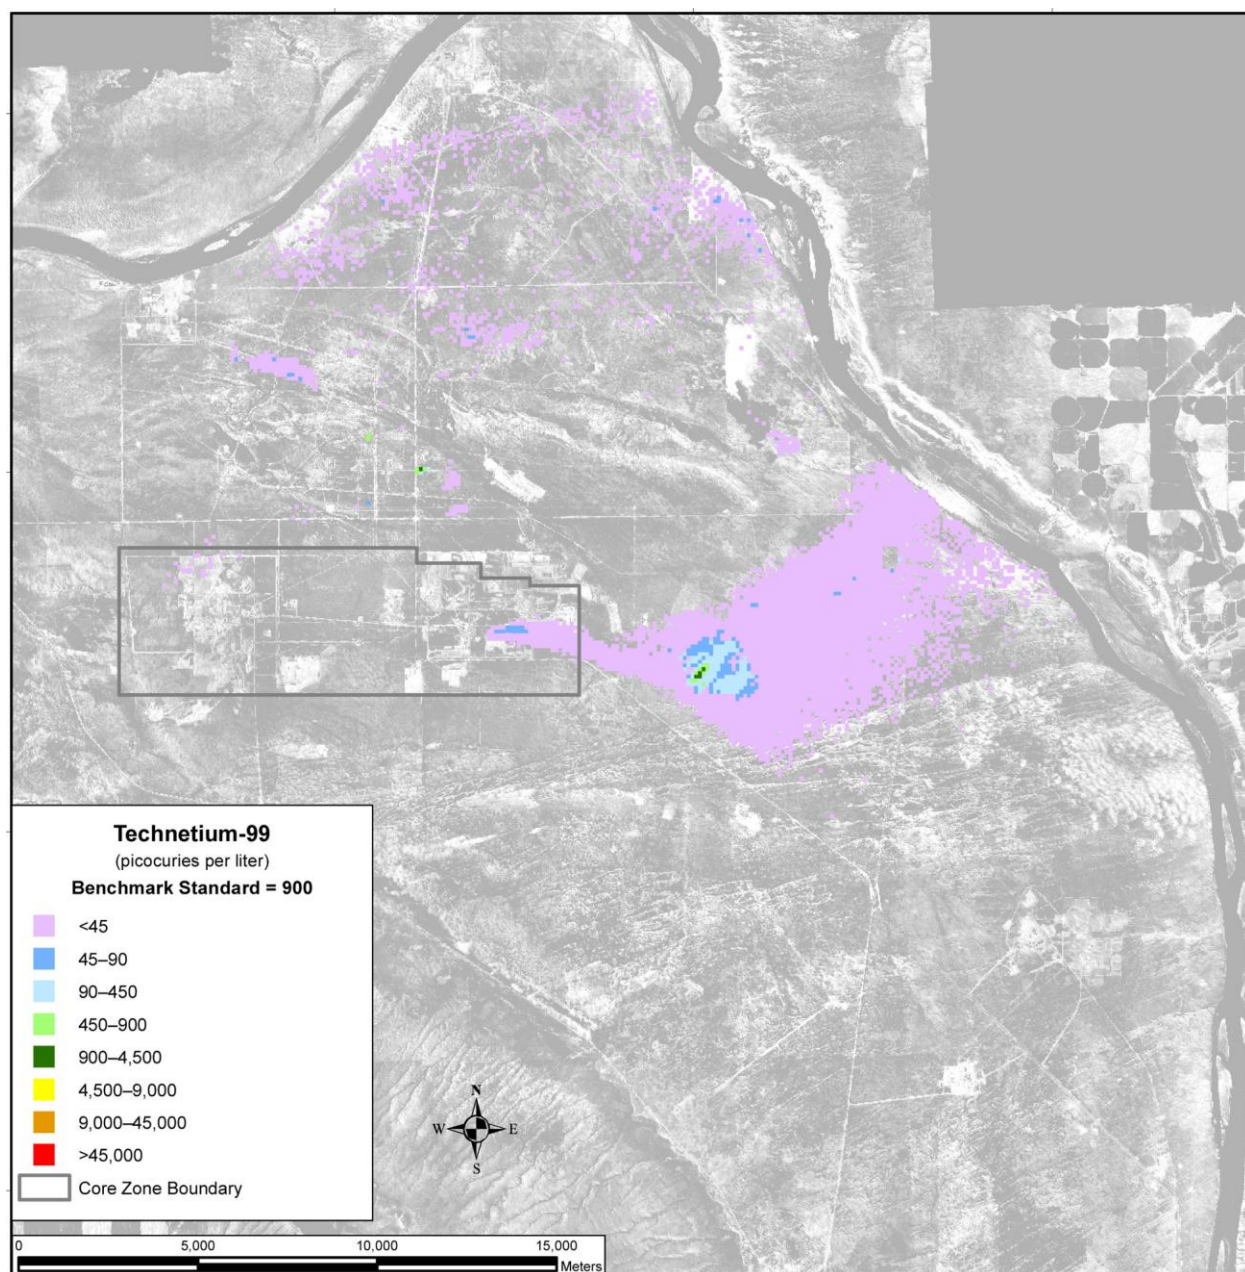 Technetium-99
(picocuries per liter)
Benchmark Standard = 900
<45
45–90
90–450
450–900
900–4,500
4,500–9,000
9,000–45,000
>45,000
Core Zone Boundary
N
W E
S
0 5,000 10,000 15,000
Meters